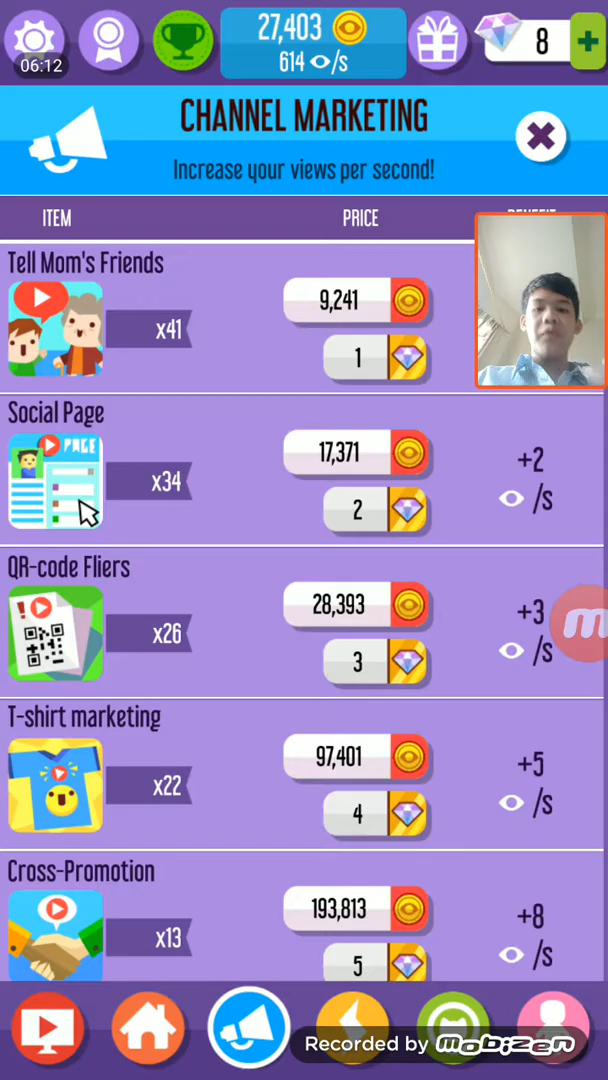 27,403
614 /s
8
+
06:12
CHANNEL MARKETING
Increase your views per second!
ITEM
PRICE
Tell Mom's Friends
x41
9,241
1
Social Page
PAGE
x34
17,371
2
+2
/s
QR-code Fliers
!
x26
28,393
3
+3
/s
T-shirt marketing
x22
97,401
4
+5
/s
Cross-Promotion
x13
193,813
5
+8
/s
Recorded by mobizen